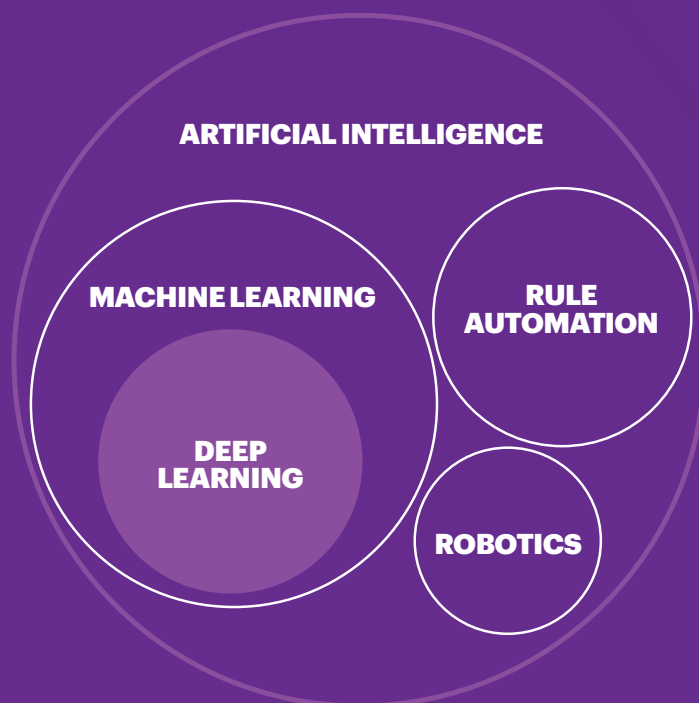 ARTIFICIAL INTELLIGENCE
MACHINE LEARNING
RULE
AUTOMATION
DEEP
LEARNING
ROBOTICS